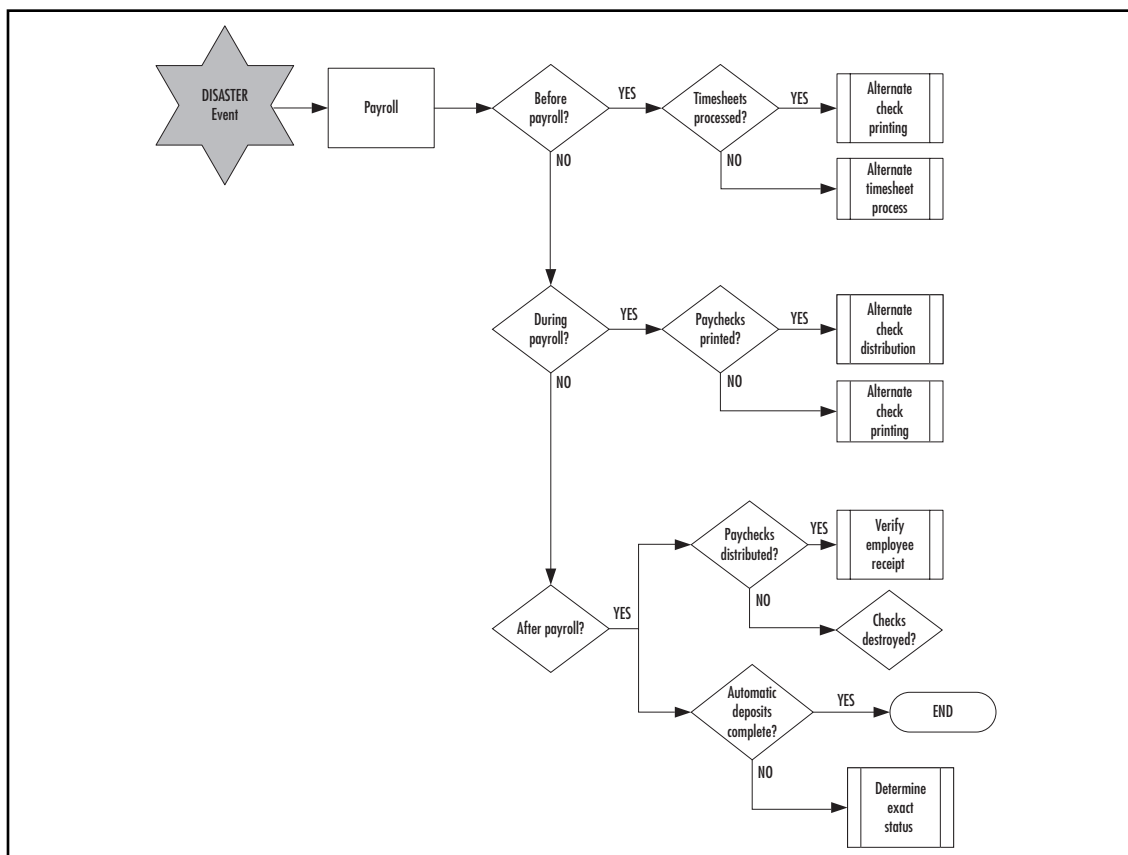 DISASTER
Event
Payroll
Before
payroll?
YES
Timesheets
processed?
YES
Alternate
check
printing
NO
NO
Alternate
timesheet
process
During
payroll?
YES
Paychecks
printed?
YES
Alternate
check
distribution
NO
NO
Alternate
check
printing
After payroll?
YES
Paychecks
distributed?
YES
Verify
employee
receipt
NO
Checks
destroyed?
Automatic
deposits
complete?
YES
END
NO
Determine
exact
status